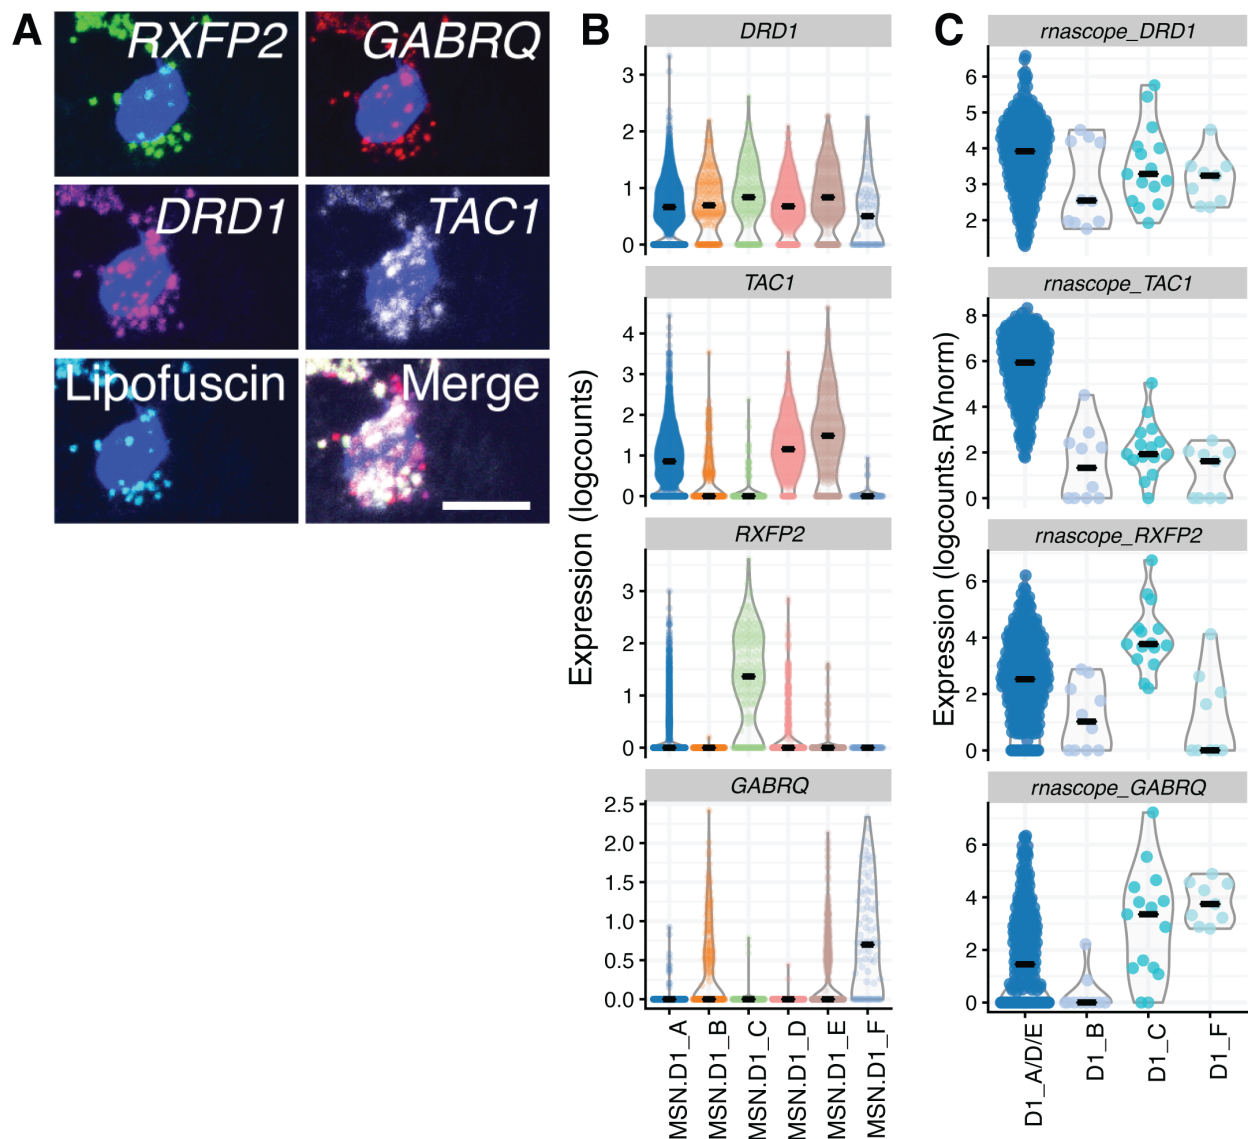 A
RXFP2
GABRQ
DRD1
TAC1
Lipofuscin
Merge
B
Expression (logcounts)
DRD1
3
2
1
0
TAC1
4
3
2
1
0
RXFP2
3
2
1
0
GABRQ
2.5
2.0
1.5
1.0
0.5
0.0
MSN.D1_A
MSN.D1_B
MSN.D1_C
MSN.D1_D
MSN.D1_E
MSN.D1_F
C
Expression (logcounts.RVnorm)
rnascope_DRD1
6
5
4
3
2
rnascope_TAC1
8
6
4
2
0
rnascope_RXFP2
6
4
2
0
rnascope_GABRQ
6
4
2
0
D1_A/D/E
D1_B
D1_C
D1_F